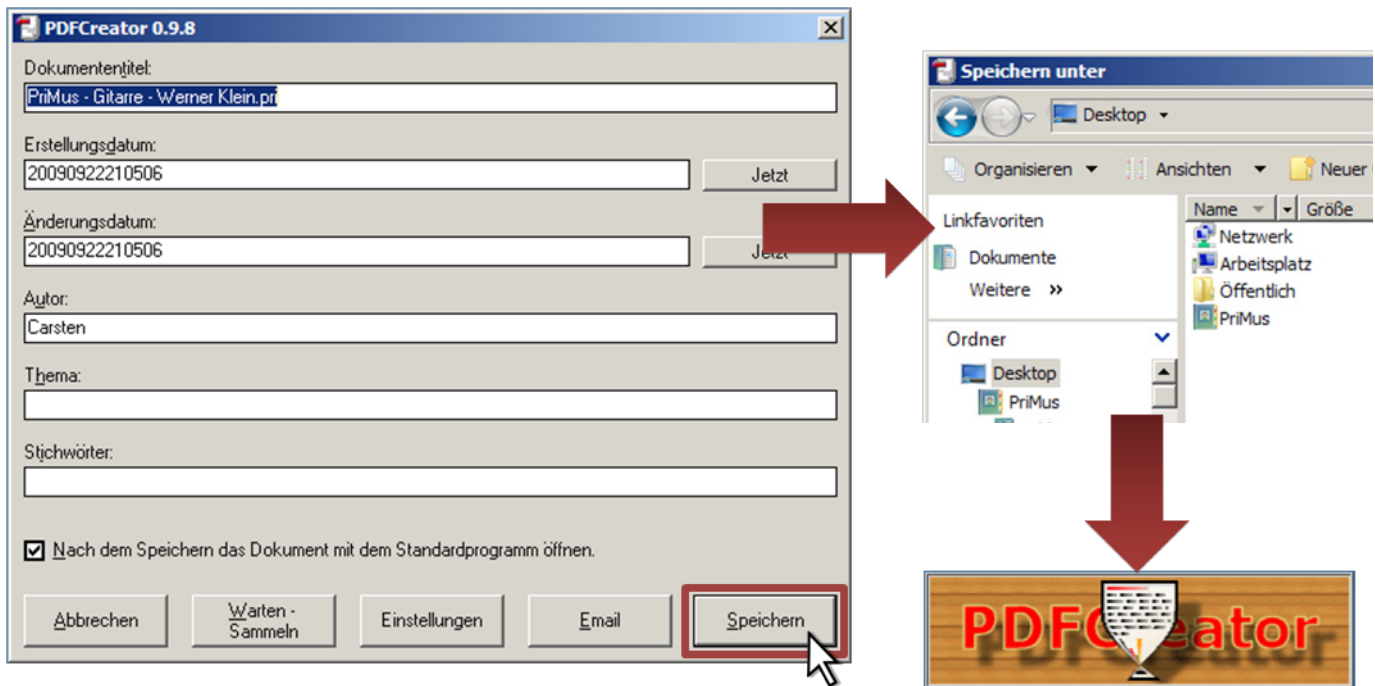 PDFCreator 0.9.8
Dokumententitel:
PriMus - Gitarre - Werner Klein.pri
Erstellungsdatum:
20090922210506
Jetzt
Änderungsdatum:
20090922210506
Jetzt
Autor:
Carsten
Thema:
Stichwörter:
Nach dem Speichern das Dokument mit dem Standardprogramm öffnen.
Abbrechen
Warten -
Sammeln
Einstellungen
Email
Speichern
Speichern unter
Desktop
Organisieren Ansichten Neuer
Linkfavoriten
Dokumente
Weitere »
Ordner
Desktop
PriMus
Name Größe
Netzwerk
Arbeitsplatz
Öffentlich
PriMus
PDFCreator